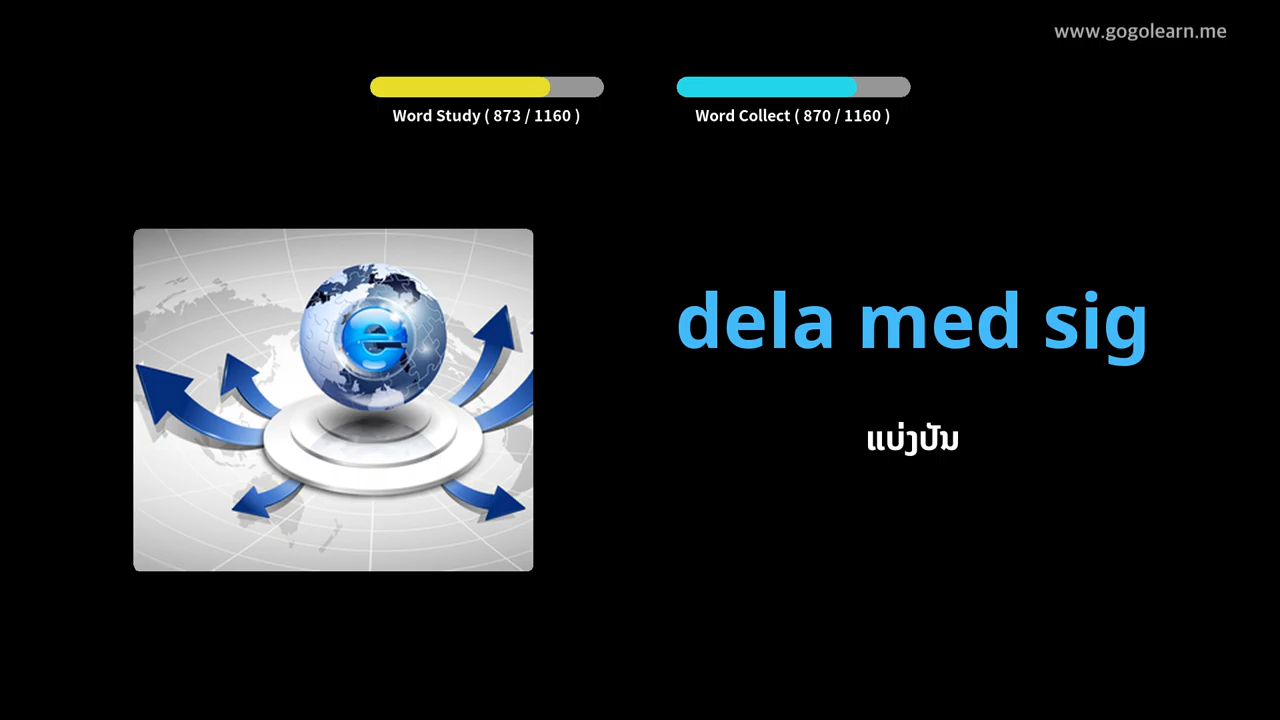 www.gogolearn.me
Word Study ( 873 / 1160 )
Word Collect ( 870 / 1160 )
e
dela med sig
ແບ່ງປັນ